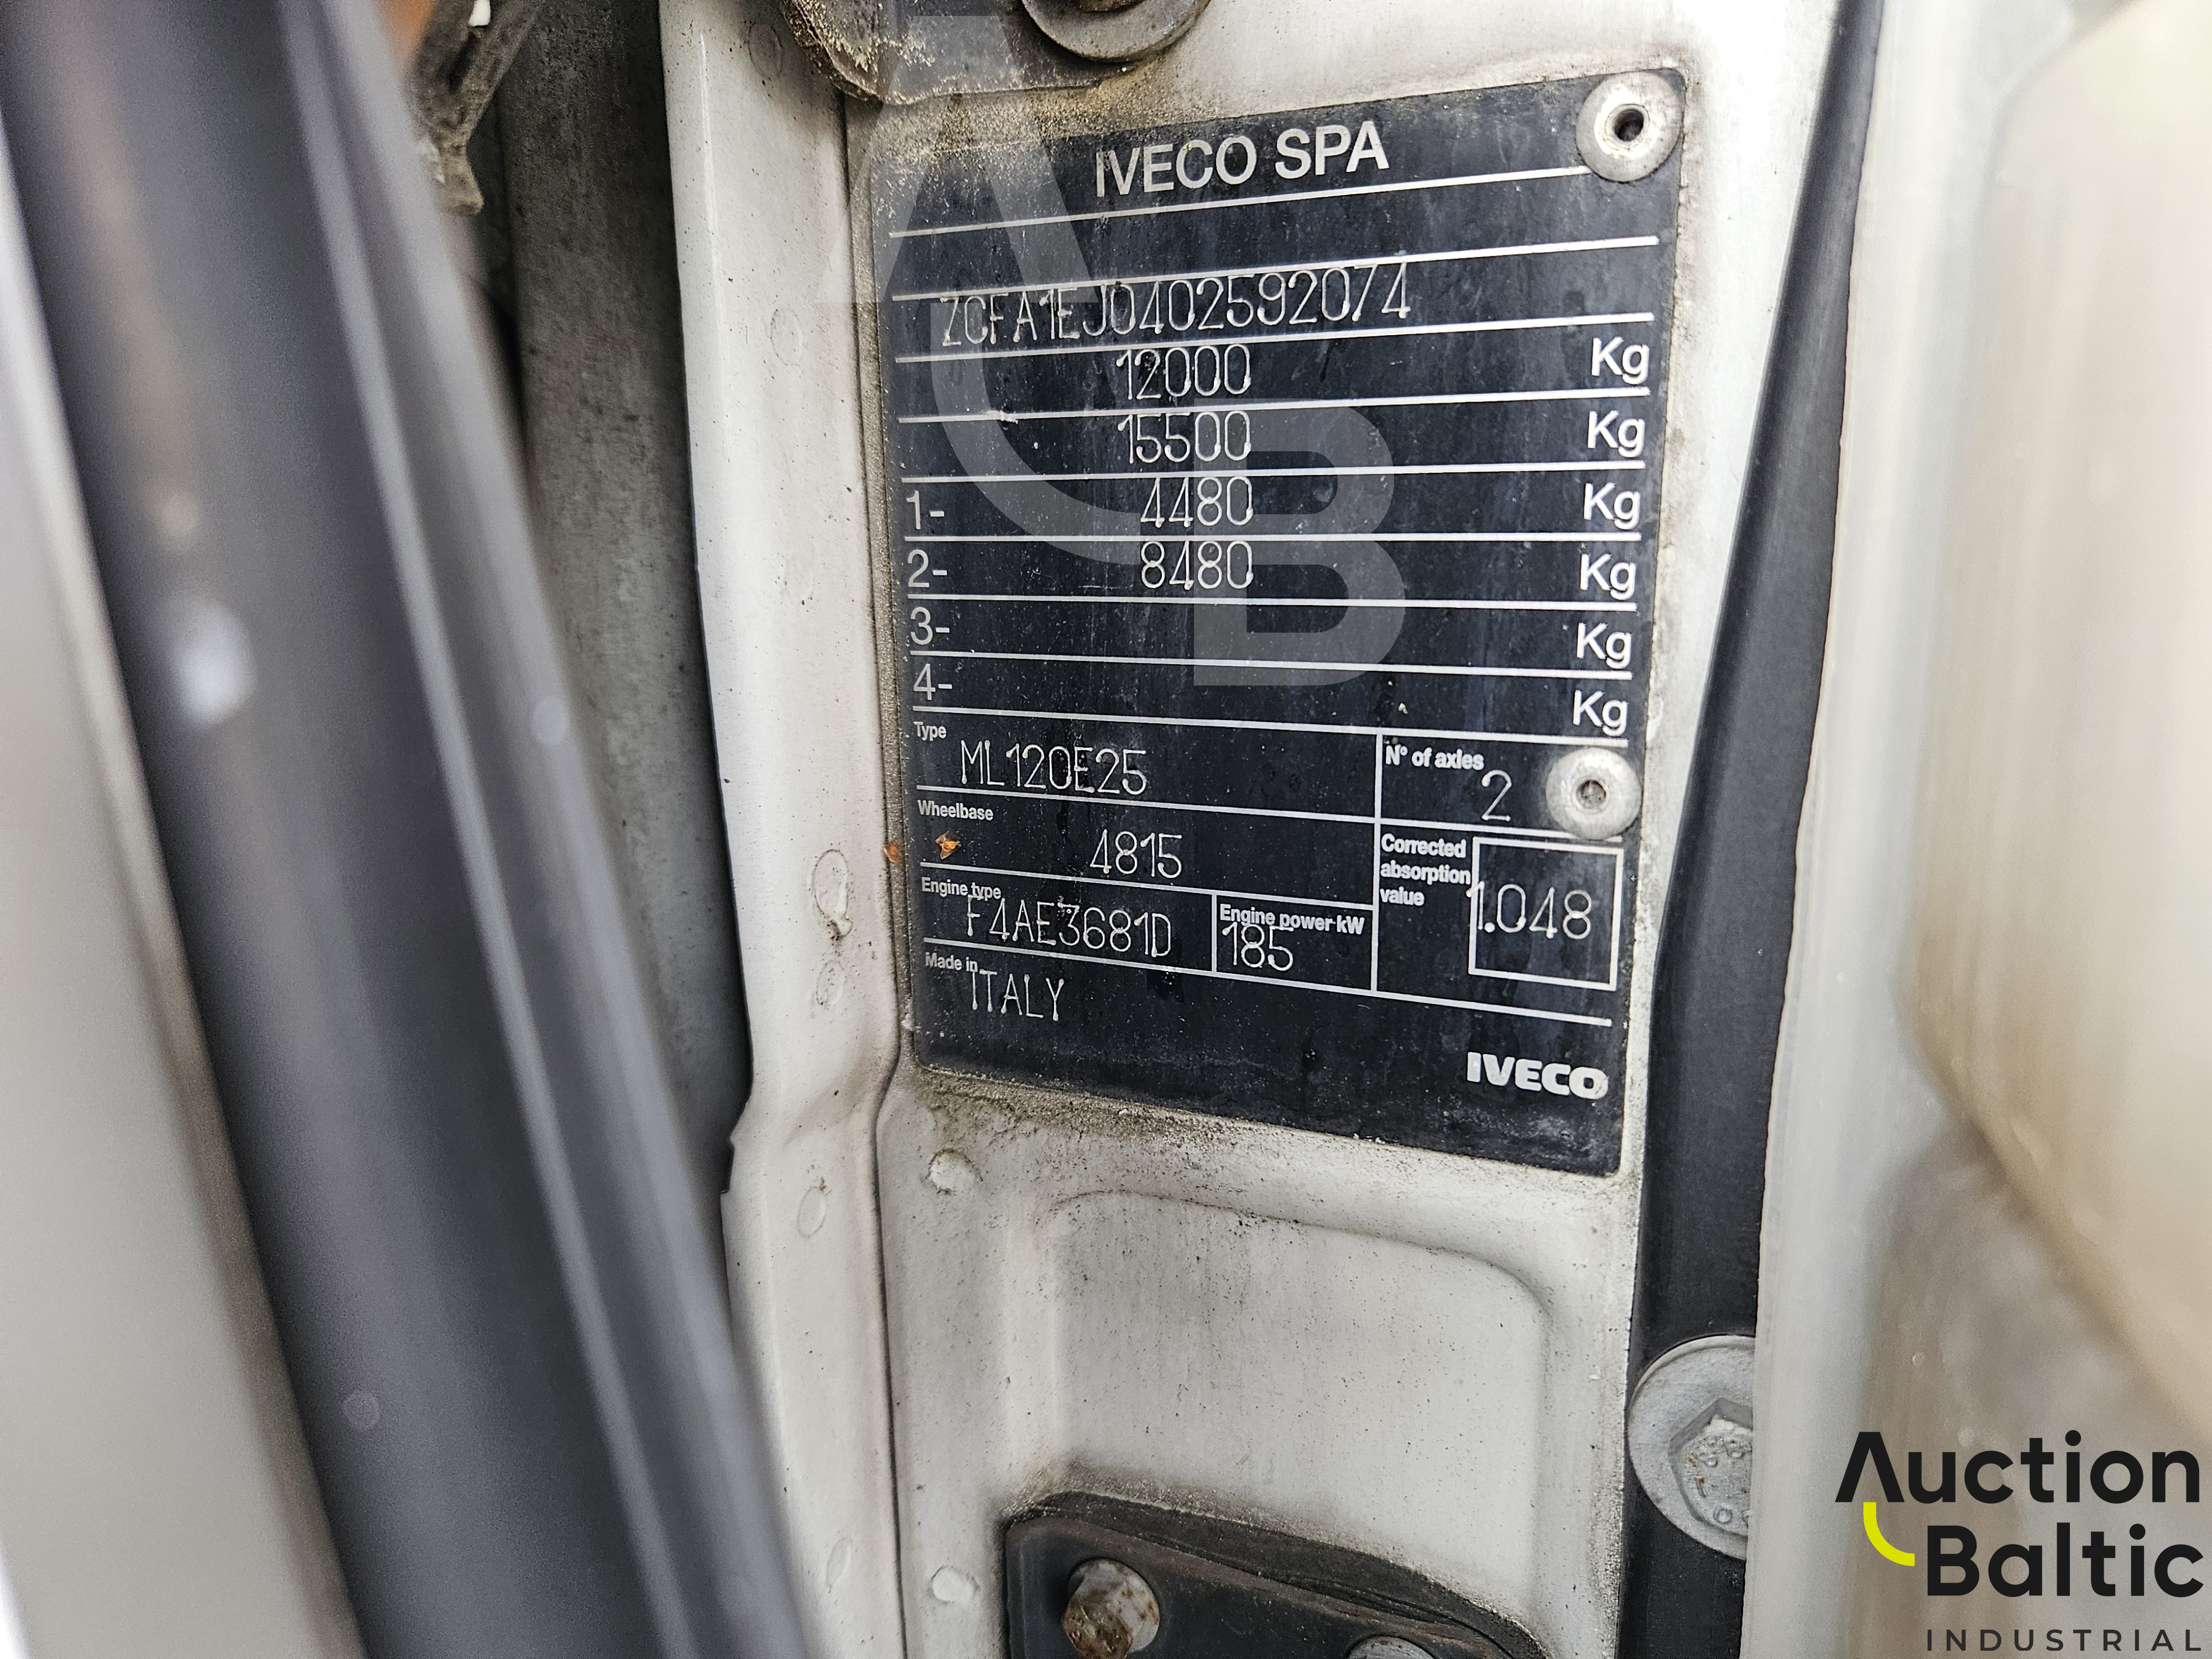 IVECO SPA
ZCFA1EJ0402592074
12000 Kg
15500 Kg
1- 4480 Kg
2- 8480 Kg
3- Kg
4- Kg
Type ML120E25
N° of axles 2
Wheelbase 4815
Corrected absorption value 1.048
Engine type F4AE3681D
Engine power kW 185
Made in ITALY
IVECO
Auction
Baltic
INDUSTRIAL